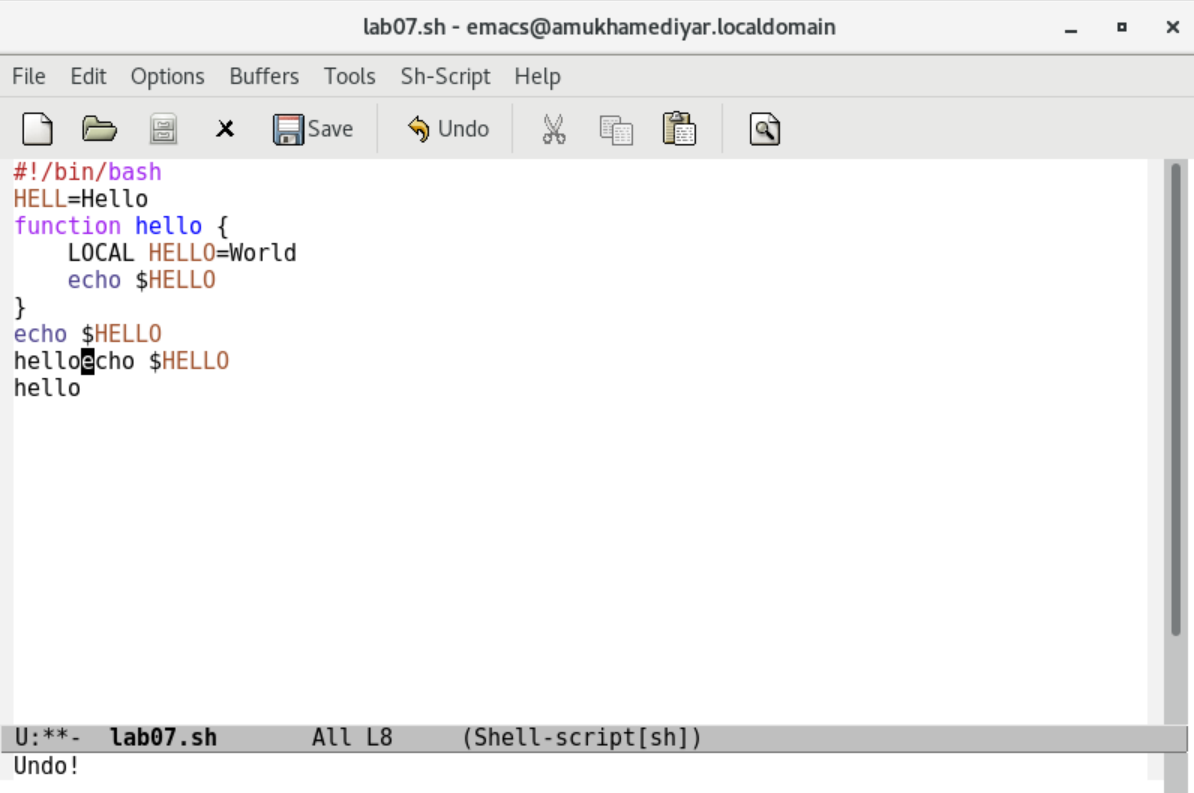 lab07.sh - emacs@amukhamediyar.localdomain
File Edit Options Buffers Tools Sh-Script Help
Save Undo
#!/bin/bash
HELL=Hello
function hello {
    LOCAL HELLO=World
    echo $HELLO
}
echo $HELLO
helloecho $HELLO
hello
U:**-  lab07.sh       All L8     (Shell-script[sh])
Undo!